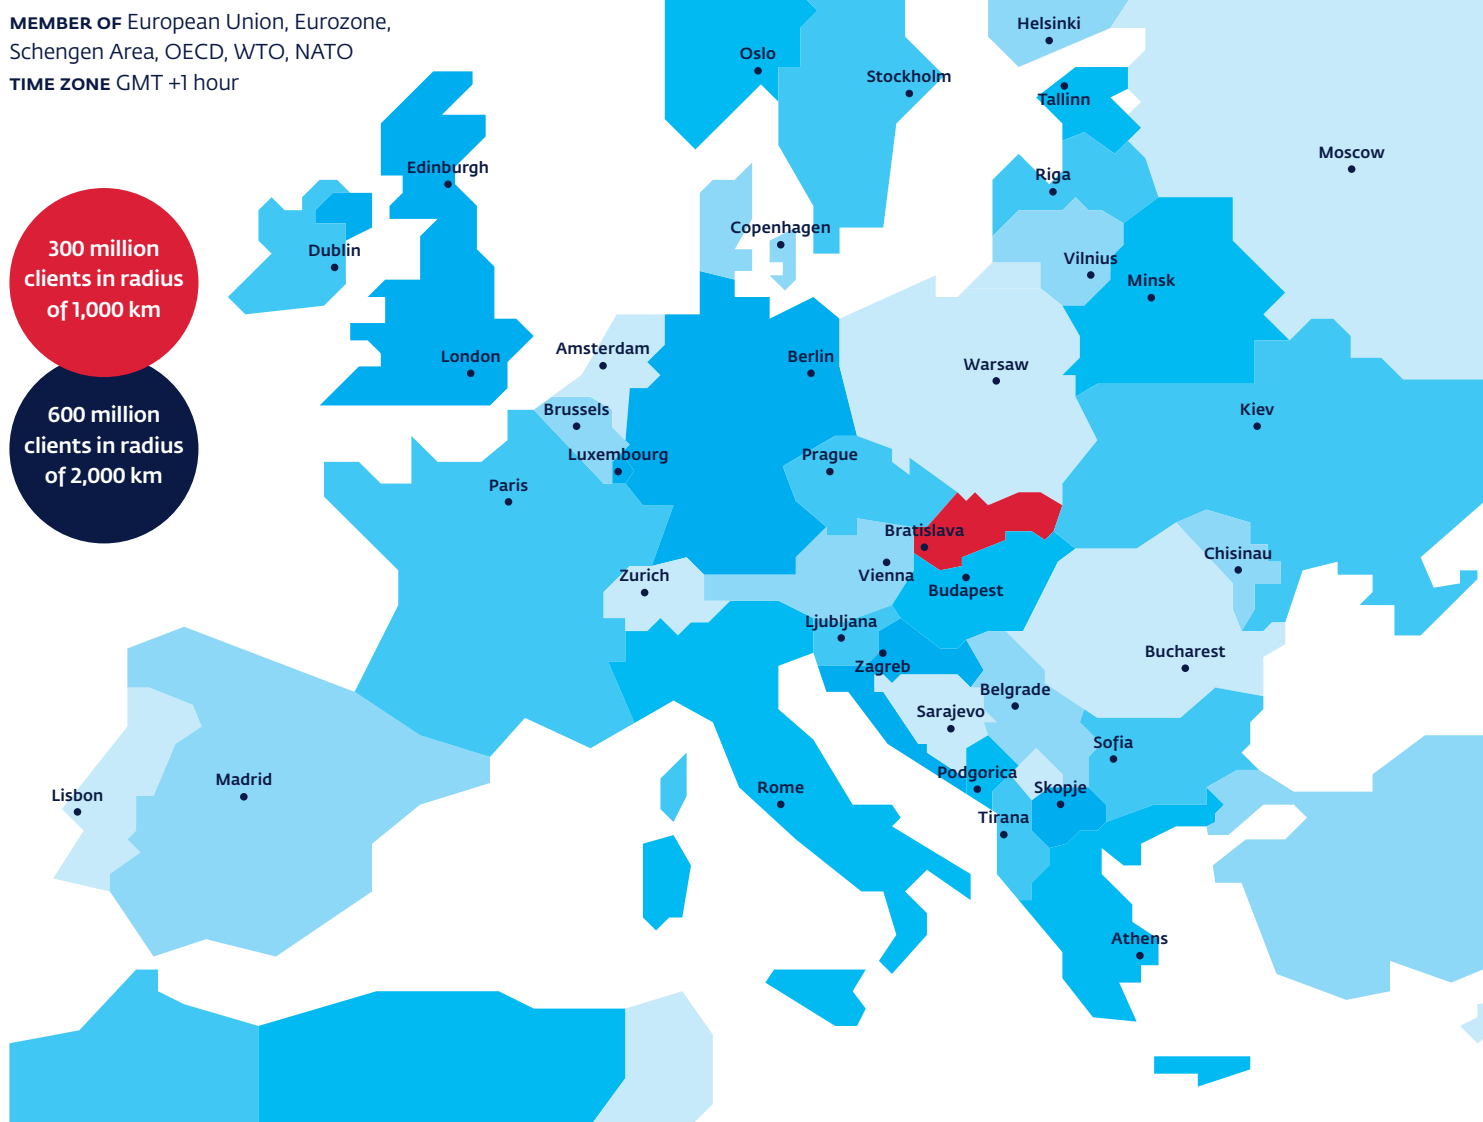 MEMBER OF European Union, Eurozone,
Schengen Area, OECD, WTO, NATO
TIME ZONE GMT +1 hour
300 million
clients in radius
of 1,000 km
600 million
clients in radius
of 2,000 km
Helsinki
Oslo
Stockholm
Tallinn
Moscow
Edinburgh
Riga
Copenhagen
Dublin
Vilnius
Minsk
London
Amsterdam
Berlin
Warsaw
Brussels
Kiev
Luxembourg
Prague
Paris
Bratislava
Chisinau
Zurich
Vienna
Budapest
Ljubljana
Zagreb
Bucharest
Belgrade
Sarajevo
Sofia
Podgorica
Madrid
Rome
Skopje
Lisbon
Tirana
Athens